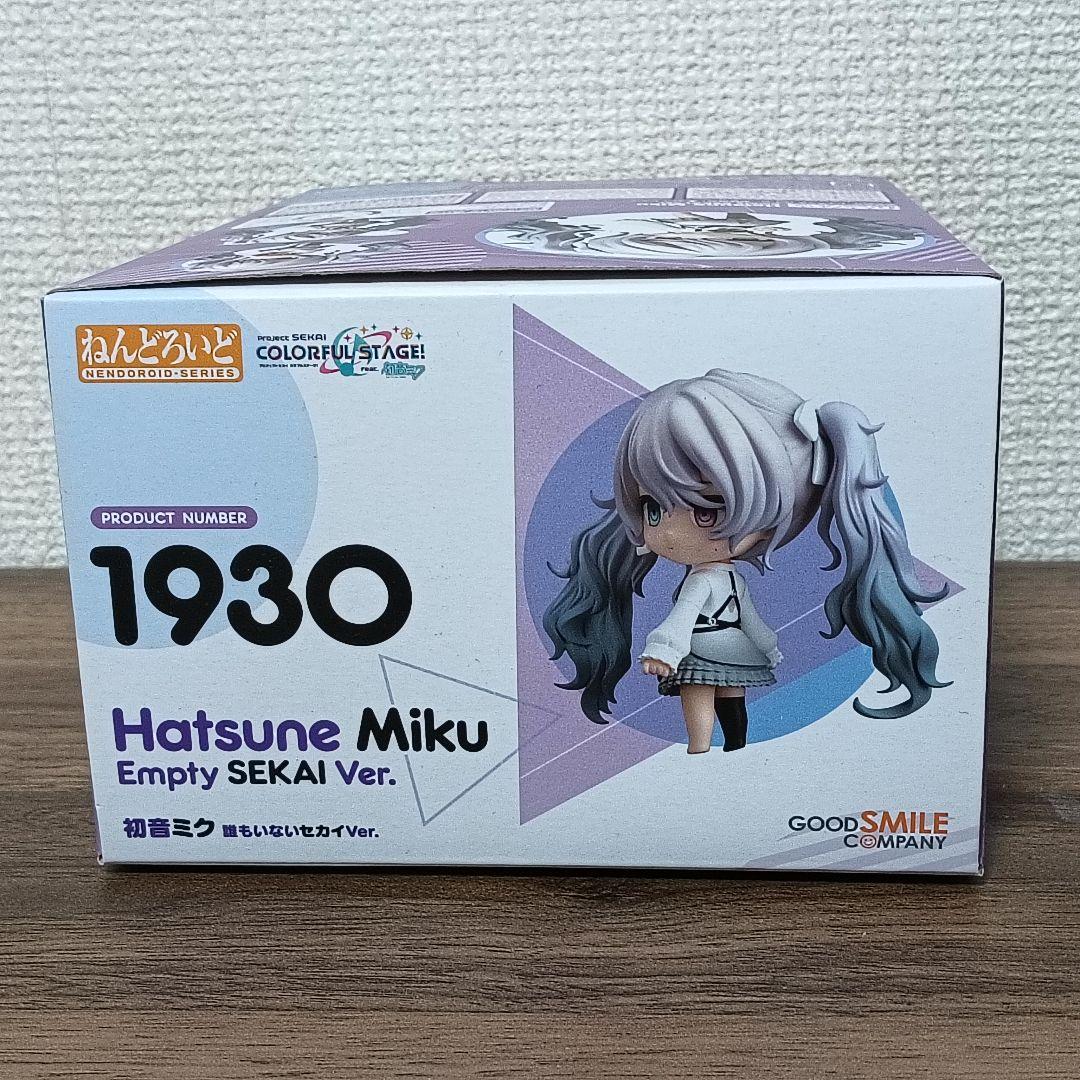 ねんどろいど
NENDOROID-SERIES
Project SEKAI
COLORFUL STAGE!
feat. 初音ミク
PRODUCT NUMBER
1930
Hatsune Miku
Empty SEKAI Ver.
初音ミク 誰もいないセカイVer.
GOOD SMILE
COMPANY